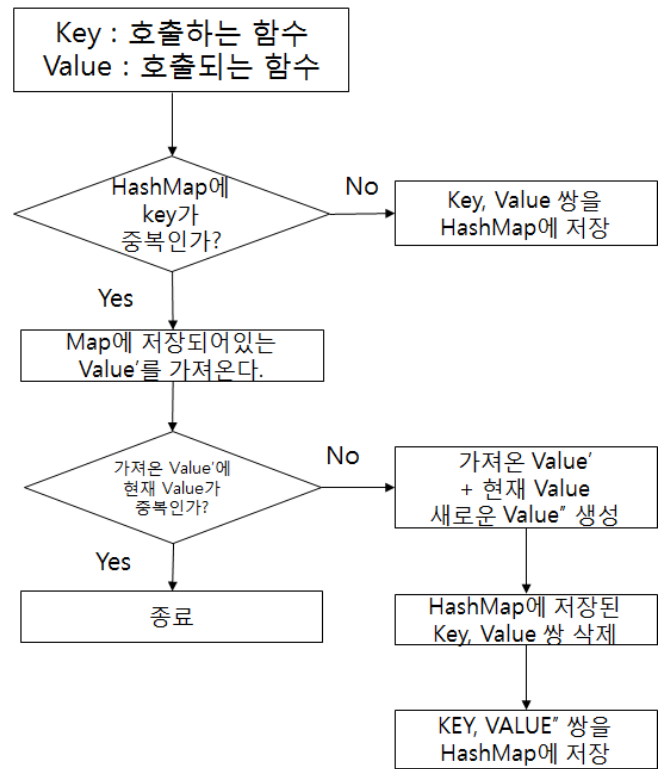 Key : 호출하는 함수
Value : 호출되는 함수
HashMap에
key가
중복인가?
No
Key, Value 쌍을
HashMap에 저장
Yes
Map에 저장되어있는
Value’를 가져온다.
가져온 Value’에
현재 Value가
중복인가?
No
가져온 Value’
+ 현재 Value
새로운 Value” 생성
Yes
종료
HashMap에 저장된
Key, Value 쌍 삭제
KEY, VALUE” 쌍을
HashMap에 저장